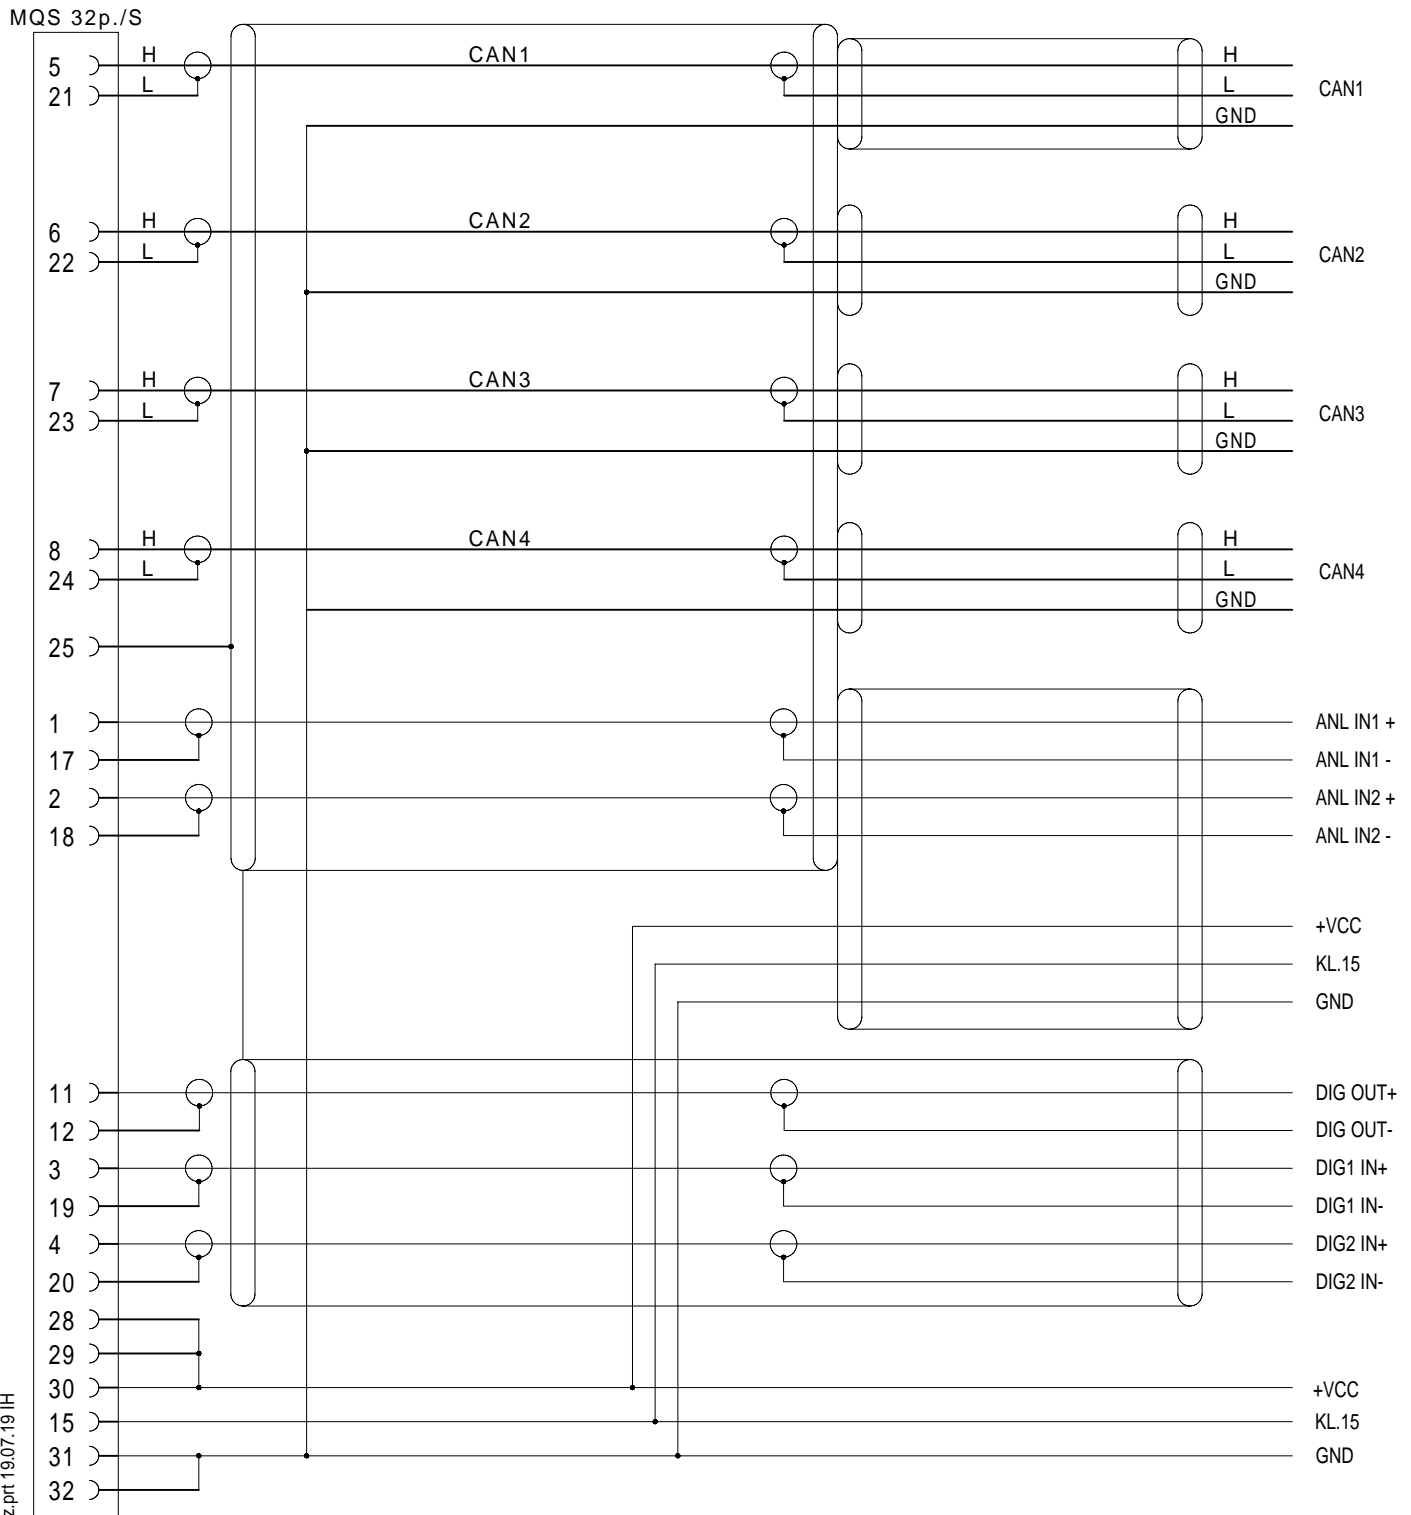 MQS 32p./S
5 H CAN1 H
21 L L CAN1
GND
6 H CAN2 H
22 L L CAN2
GND
7 H CAN3 H
23 L L CAN3
GND
8 H CAN4 H
24 L L CAN4
GND
25
1 ANL IN1 +
17 ANL IN1 -
2 ANL IN2 +
18 ANL IN2 -
+VCC
KL.15
GND
11 DIG OUT+
12 DIG OUT-
3 DIG1 IN+
19 DIG1 IN-
4 DIG2 IN+
20 DIG2 IN-
28
29
30 +VCC
15 KL.15
31 GND
32
z.prt 19.07.19 IH